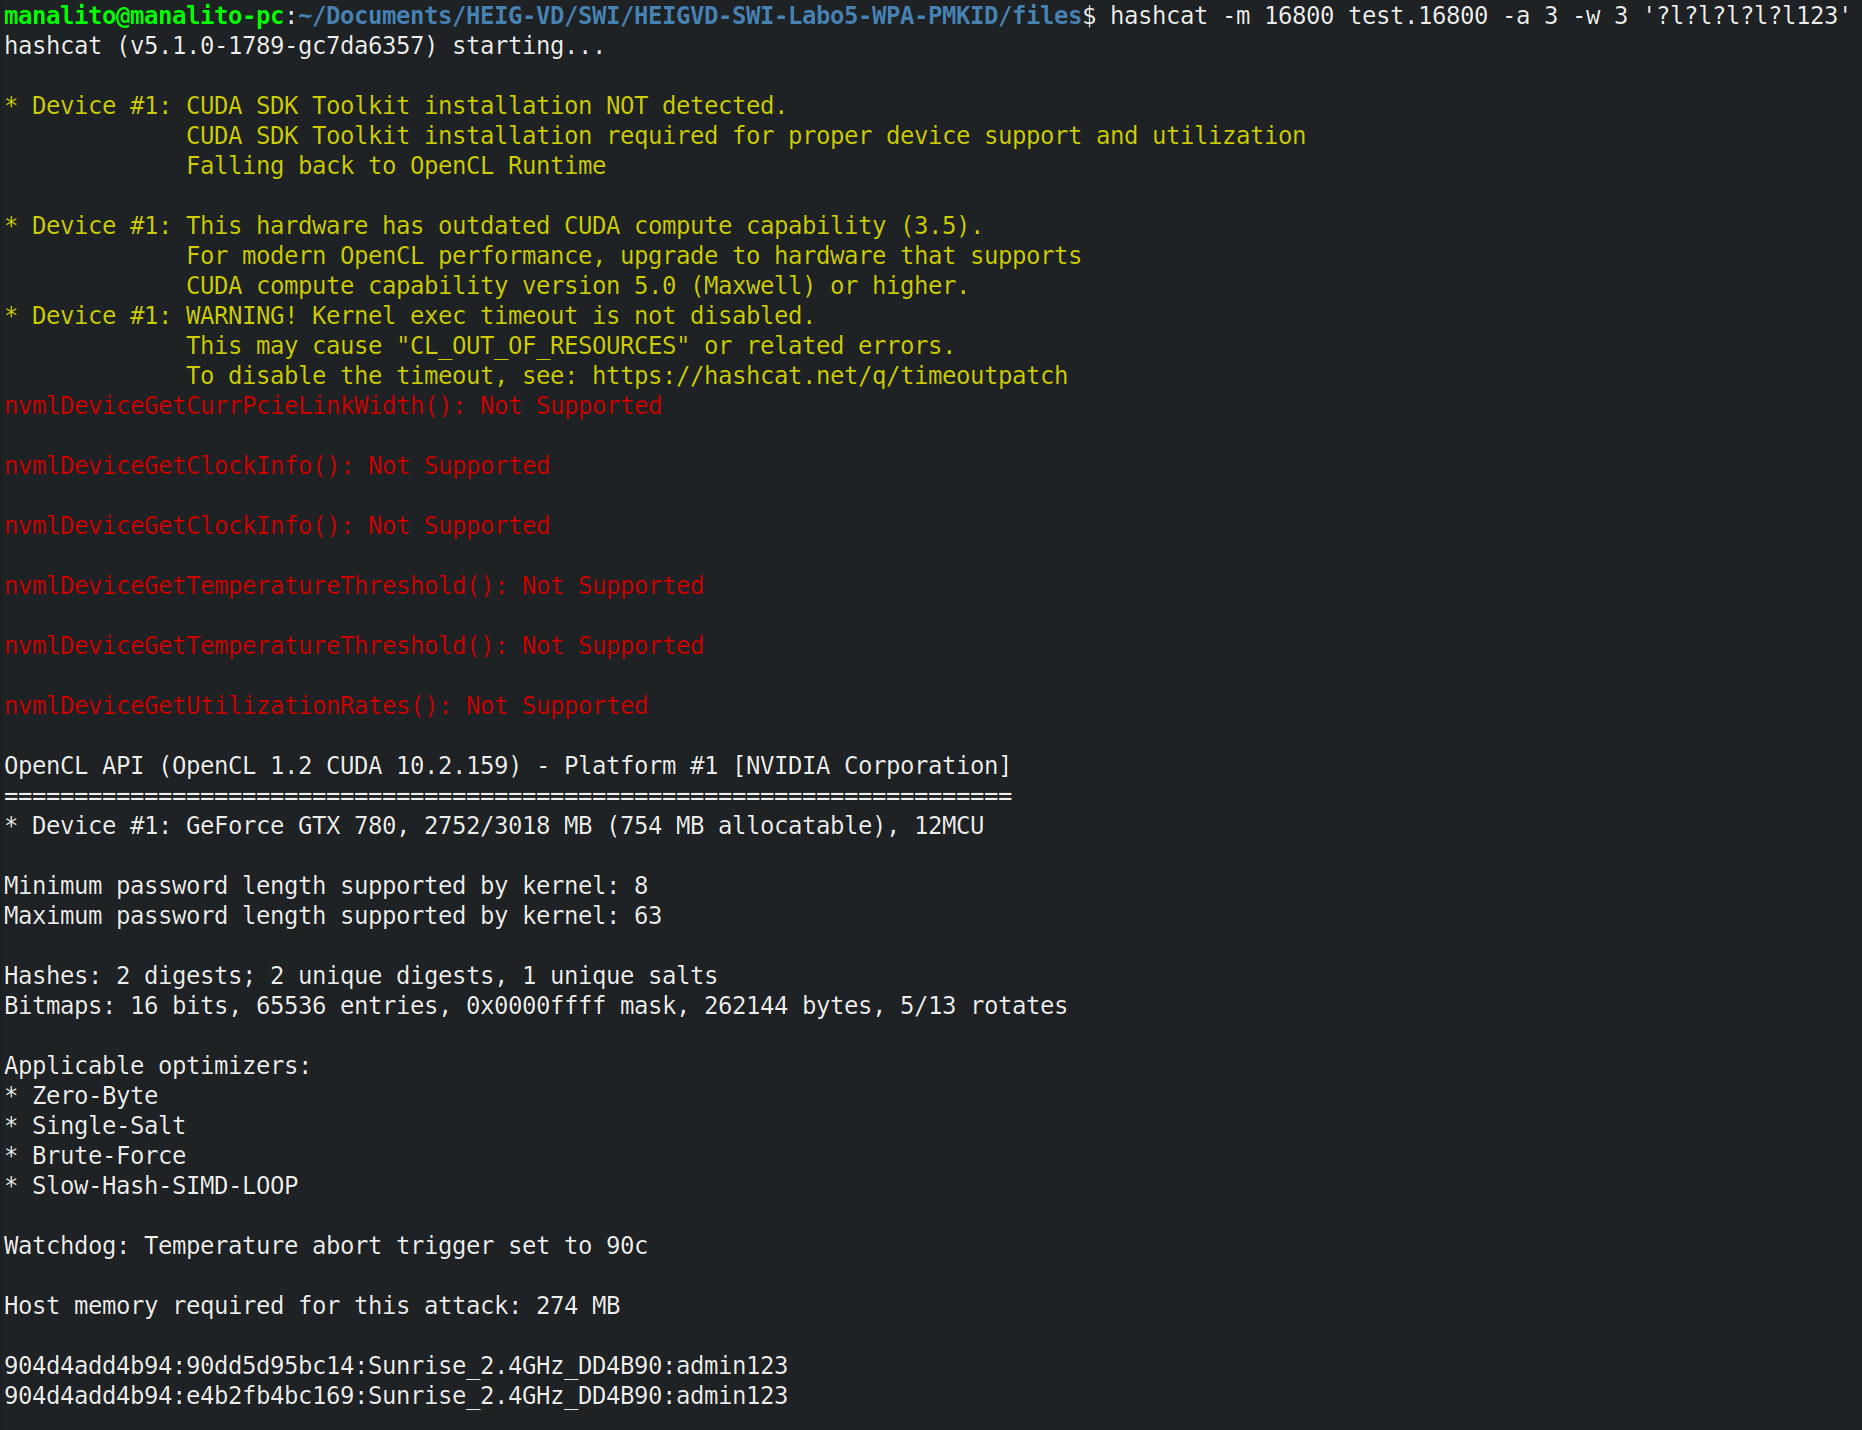 manalito@manalito-pc:~/Documents/HEIG-VD/SWI/HEIGVD-SWI-Labo5-WPA-PMKID/files$ hashcat -m 16800 test.16800 -a 3 -w 3 '?l?l?l?l?l123'
hashcat (v5.1.0-1789-gc7da6357) starting...
* Device #1: CUDA SDK Toolkit installation NOT detected.
CUDA SDK Toolkit installation required for proper device support and utilization
Falling back to OpenCL Runtime
* Device #1: This hardware has outdated CUDA compute capability (3.5).
For modern OpenCL performance, upgrade to hardware that supports
CUDA compute capability version 5.0 (Maxwell) or higher.
* Device #1: WARNING! Kernel exec timeout is not disabled.
This may cause "CL_OUT_OF_RESOURCES" or related errors.
To disable the timeout, see: https://hashcat.net/q/timeoutpatch
nvmlDeviceGetCurrPcieLinkWidth(): Not Supported
nvmlDeviceGetClockInfo(): Not Supported
nvmlDeviceGetClockInfo(): Not Supported
nvmlDeviceGetTemperatureThreshold(): Not Supported
nvmlDeviceGetTemperatureThreshold(): Not Supported
nvmlDeviceGetUtilizationRates(): Not Supported
OpenCL API (OpenCL 1.2 CUDA 10.2.159) - Platform #1 [NVIDIA Corporation]
========================================================================
* Device #1: GeForce GTX 780, 2752/3018 MB (754 MB allocatable), 12MCU
Minimum password length supported by kernel: 8
Maximum password length supported by kernel: 63
Hashes: 2 digests; 2 unique digests, 1 unique salts
Bitmaps: 16 bits, 65536 entries, 0x0000ffff mask, 262144 bytes, 5/13 rotates
Applicable optimizers:
* Zero-Byte
* Single-Salt
* Brute-Force
* Slow-Hash-SIMD-LOOP
Watchdog: Temperature abort trigger set to 90c
Host memory required for this attack: 274 MB
904d4add4b94:90dd5d95bc14:Sunrise_2.4GHz_DD4B90:admin123
904d4add4b94:e4b2fb4bc169:Sunrise_2.4GHz_DD4B90:admin123